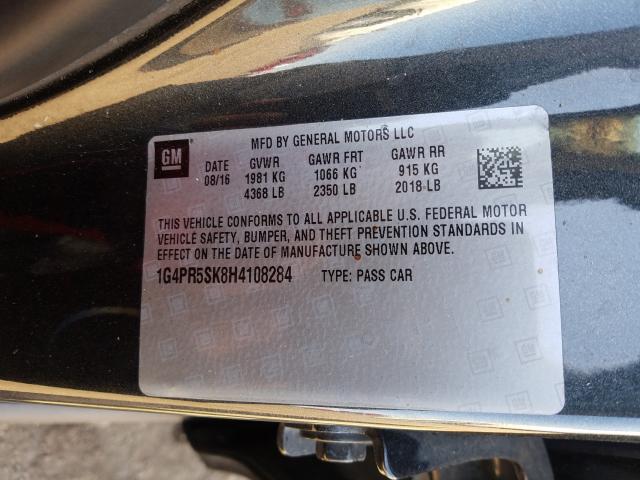 GM
MFD BY GENERAL MOTORS LLC
DATE GVWR GAWR FRT GAWR RR
08/16 1981 KG 1066 KG 915 KG
4368 LB 2350 LB 2018 LB
THIS VEHICLE CONFORMS TO ALL APPLICABLE U.S. FEDERAL MOTOR
VEHICLE SAFETY, BUMPER, AND THEFT PREVENTION STANDARDS IN
EFFECT ON THE DATE OF MANUFACTURE SHOWN ABOVE.
1G4PR5SK8H4108284 TYPE: PASS CAR